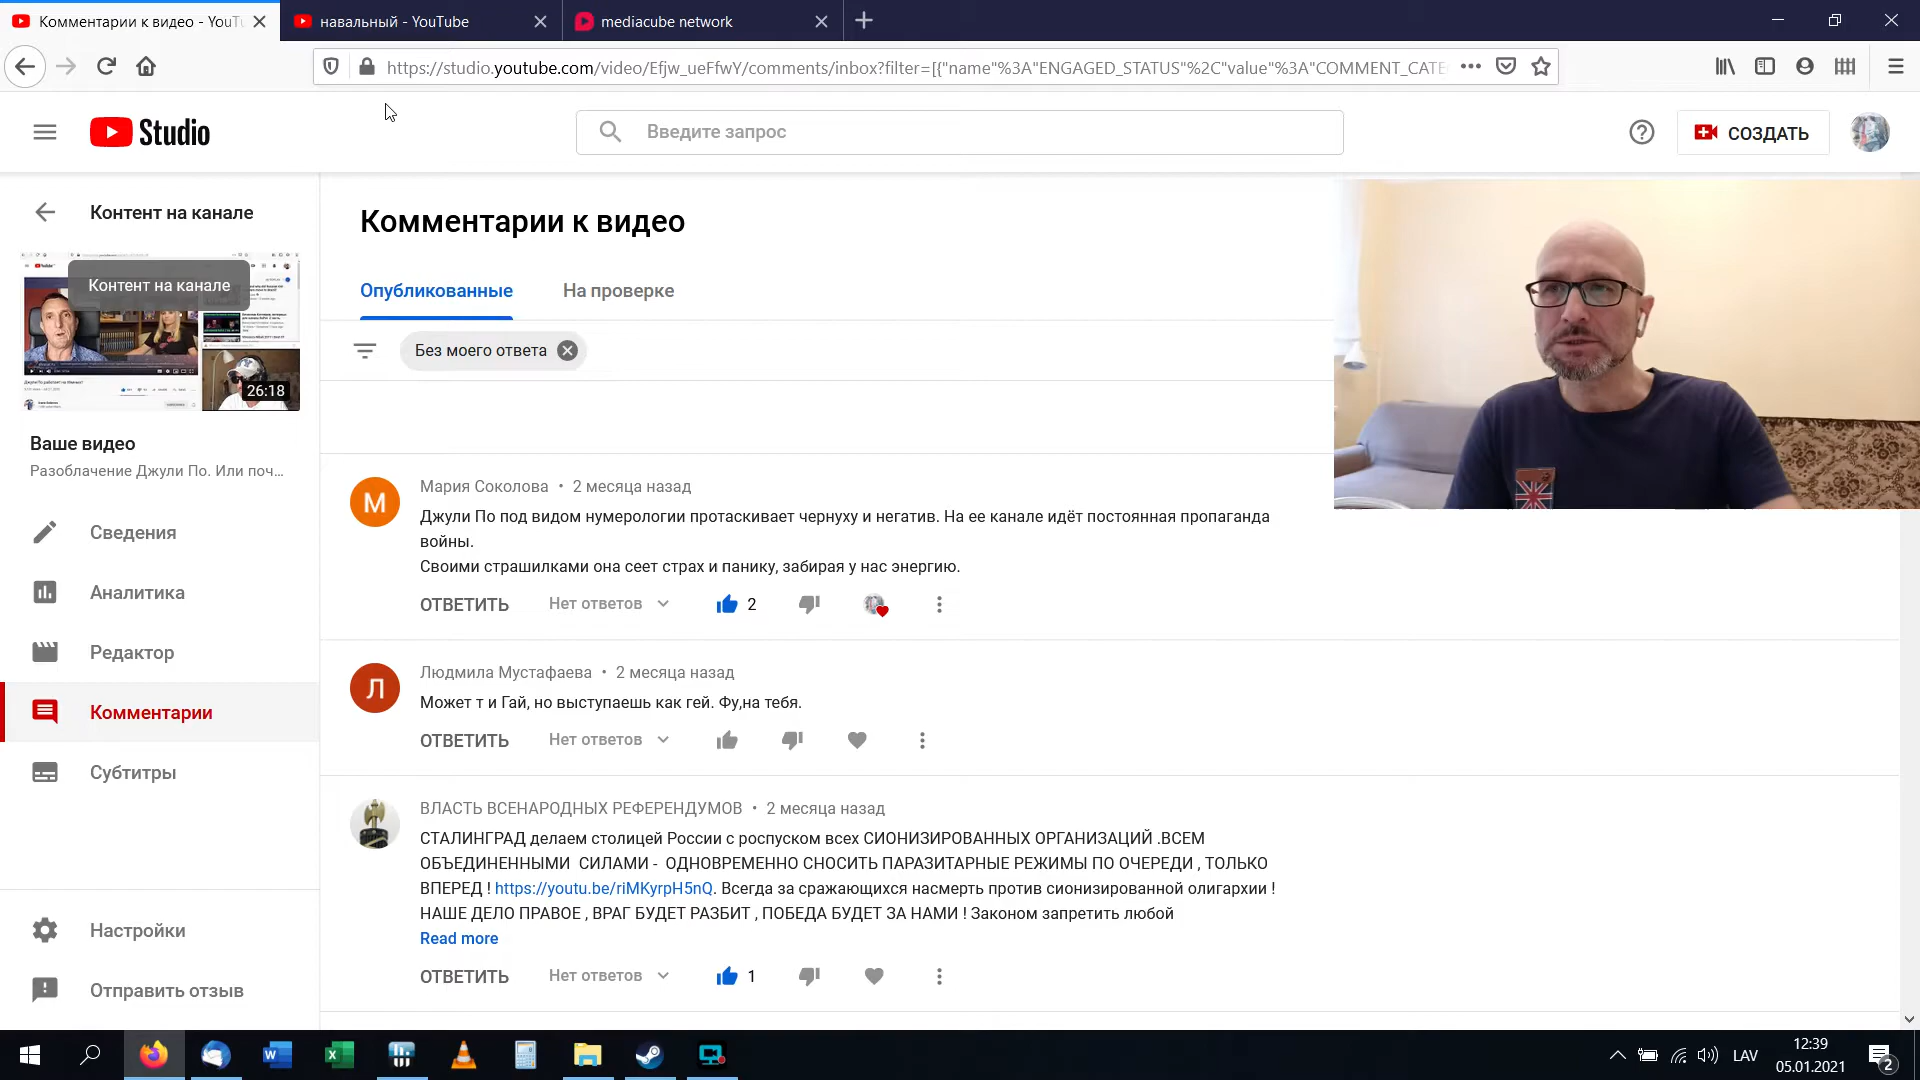 Комментарии к видео - YouTu
навальный - YouTube
mediacube network
https://studio.youtube.com/video/Efjw_ueFfwY/comments/inbox?filter=[{"name"%3A"ENGAGED_STATUS"%2C"value"%3A"COMMENT_CATE
Studio
Введите запрос
СОЗДАТЬ
Контент на канале
Контент на канале
26:18
Ваше видео
Разоблачение Джули По. Или поч...
Сведения
Аналитика
Редактор
Комментарии
Субтитры
Настройки
Отправить отзыв
Комментарии к видео
Опубликованные
На проверке
Без моего ответа
М
Мария Соколова • 2 месяца назад
Джули По под видом нумерологии протаскивает чернуху и негатив. На ее канале идёт постоянная пропаганда
войны.
Своими страшилками она сеет страх и панику, забирая у нас энергию.
ОТВЕТИТЬ Нет ответов 2
Л
Людмила Мустафаева • 2 месяца назад
Может т и Гай, но выступаешь как гей. Фу,на тебя.
ОТВЕТИТЬ Нет ответов
ВЛАСТЬ ВСЕНАРОДНЫХ РЕФЕРЕНДУМОВ • 2 месяца назад
СТАЛИНГРАД делаем столицей России с роспуском всех СИОНИЗИРОВАННЫХ ОРГАНИЗАЦИЙ .ВСЕМ
ОБЪЕДИНЕННЫМИ СИЛАМИ - ОДНОВРЕМЕННО СНОСИТЬ ПАРАЗИТАРНЫЕ РЕЖИМЫ ПО ОЧЕРЕДИ , ТОЛЬКО
ВПЕРЕД ! https://youtu.be/riMKyrpH5nQ. Всегда за сражающихся насмерть против сионизированной олигархии !
НАШЕ ДЕЛО ПРАВОЕ , ВРАГ БУДЕТ РАЗБИТ , ПОБЕДА БУДЕТ ЗА НАМИ ! Законом запретить любой
Read more
ОТВЕТИТЬ Нет ответов 1
LAV
12:39
05.01.2021
2